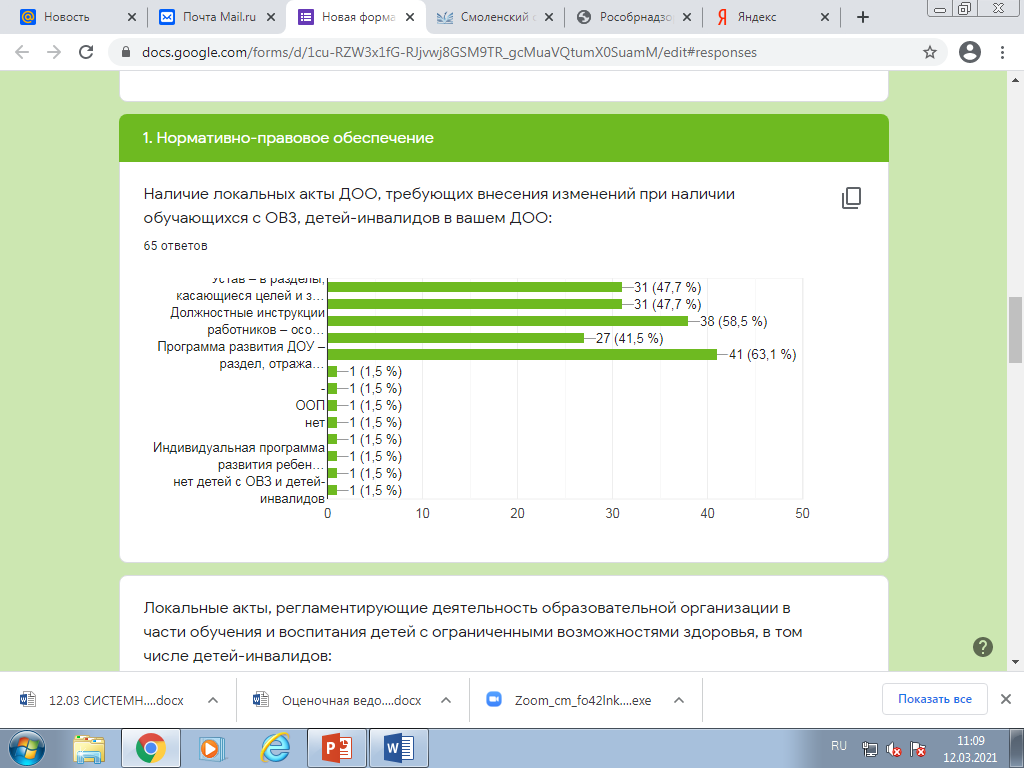 Новость
Почта Mail.ru
Новая форма
Смоленский
Рособрнадзо
Яндекс
docs.google.com/forms/d/1cu-RZW3x1fG-RJjvwj8GSM9TR_gcMuaVQtumX0SuamM/edit#responses
1. Нормативно-правовое обеспечение
Наличие локальных акты ДОО, требующих внесения изменений при наличии
обучающихся с ОВЗ, детей-инвалидов в вашем ДОО:
65 ответов
Устав – в разделы,
касающиеся целей и з...
Должностные инструкции
работников – осо...
Программа развития ДОУ –
раздел, отража...
-
ООП
нет
Индивидуальная программа
развития ребен...
нет детей с ОВЗ и детей-
инвалидов
31 (47,7 %)
31 (47,7 %)
38 (58,5 %)
27 (41,5 %)
41 (63,1 %)
1 (1,5 %)
1 (1,5 %)
1 (1,5 %)
1 (1,5 %)
1 (1,5 %)
1 (1,5 %)
1 (1,5 %)
1 (1,5 %)
0 10 20 30 40 50
Локальные акты, регламентирующие деятельность образовательной организации в
части обучения и воспитания детей с ограниченными возможностями здоровья, в том
числе детей-инвалидов:
12.03 СИСТЕМН....docx
Оценочная ведо....docx
Zoom_cm_fo42lnk....exe
Показать все
RU
11:09
12.03.2021